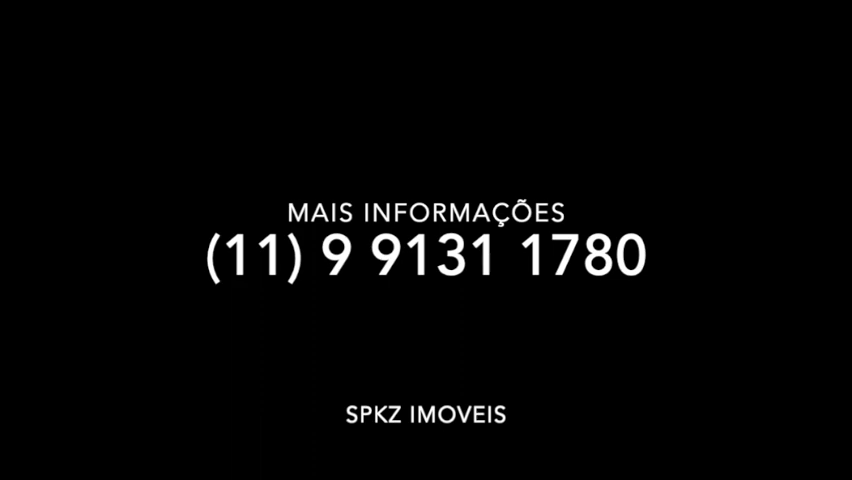 MAIS INFORMAÇÕES
(11) 9 9131 1780
SPKZ IMOVEIS